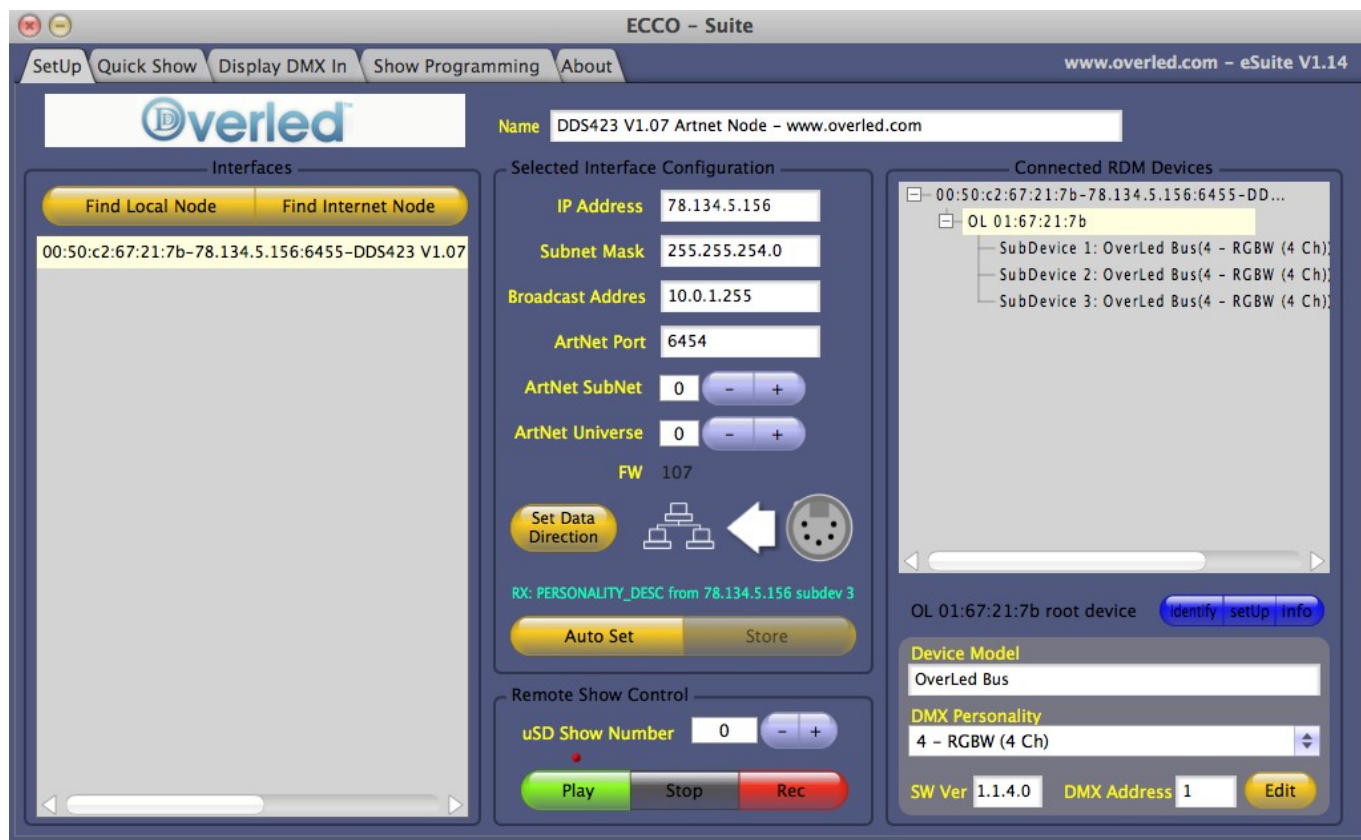 ECCO - Suite
SetUp Quick Show Display DMX In Show Programming About www.overled.com - eSuite V1.14
Overled
Name DDS423 V1.07 Artnet Node - www.overled.com
Interfaces
Find Local Node Find Internet Node
00:50:c2:67:21:7b-78.134.5.156:6455-DDS423 V1.07
Selected Interface Configuration
IP Address 78.134.5.156
Subnet Mask 255.255.254.0
Broadcast Addres 10.0.1.255
ArtNet Port 6454
ArtNet SubNet 0 - +
ArtNet Universe 0 - +
FW 107
Set Data
Direction
RX: PERSONALITY_DESC from 78.134.5.156 subdev 3
Auto Set Store
Remote Show Control
uSD Show Number 0 - +
Play Stop Rec
Connected RDM Devices
00:50:c2:67:21:7b-78.134.5.156:6455-DD...
OL 01:67:21:7b
SubDevice 1: OverLed Bus(4 - RGBW (4 Ch))
SubDevice 2: OverLed Bus(4 - RGBW (4 Ch))
SubDevice 3: OverLed Bus(4 - RGBW (4 Ch))
OL 01:67:21:7b root device Identify setUp info
Device Model
OverLed Bus
DMX Personality
4 - RGBW (4 Ch)
SW Ver 1.1.4.0 DMX Address 1 Edit